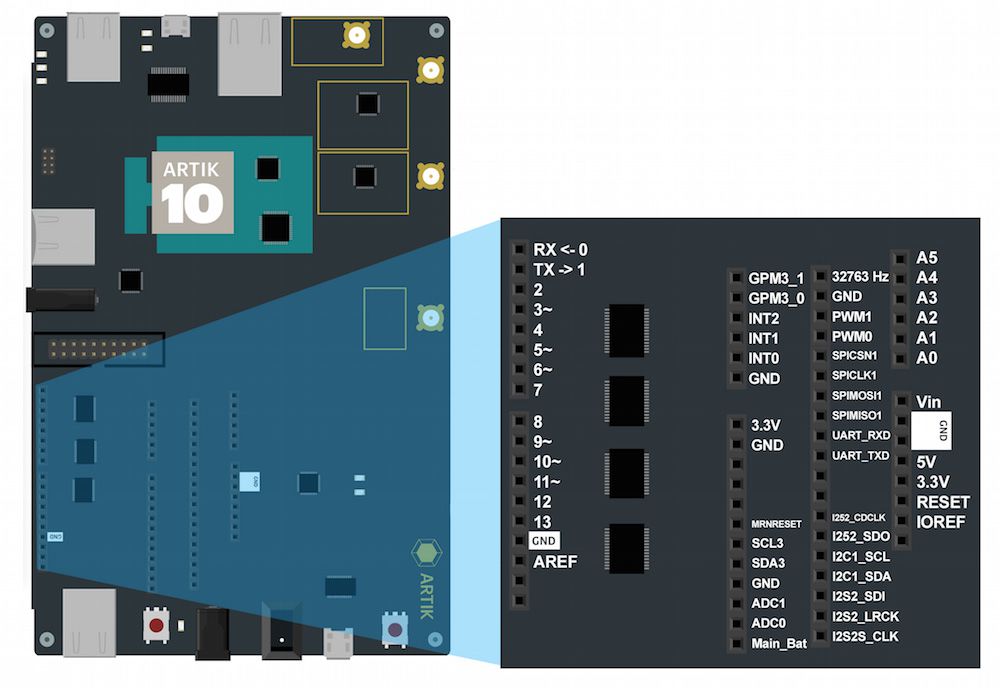 ARTIK
10
GND
GND
ARTIK
RX <- 0
TX -> 1
2
3~
4
5~
6~
7
8
9~
10~
11~
12
13
GND
AREF
GPM3_1
GPM3_0
INT2
INT1
INT0
GND
3.3V
GND
MRNRESET
SCL3
SDA3
GND
ADC1
ADC0
Main_Bat
32763 Hz
GND
PWM1
PWM0
SPICSN1
SPICLK1
SPIMOSI1
SPIMISO1
UART_RXD
UART_TXD
I252_CDCLK
I252_SDO
I2C1_SCL
I2C1_SDA
I2S2_SDI
I2S2_LRCK
I2S2S_CLK
A5
A4
A3
A2
A1
A0
Vin
GND
5V
3.3V
RESET
IOREF